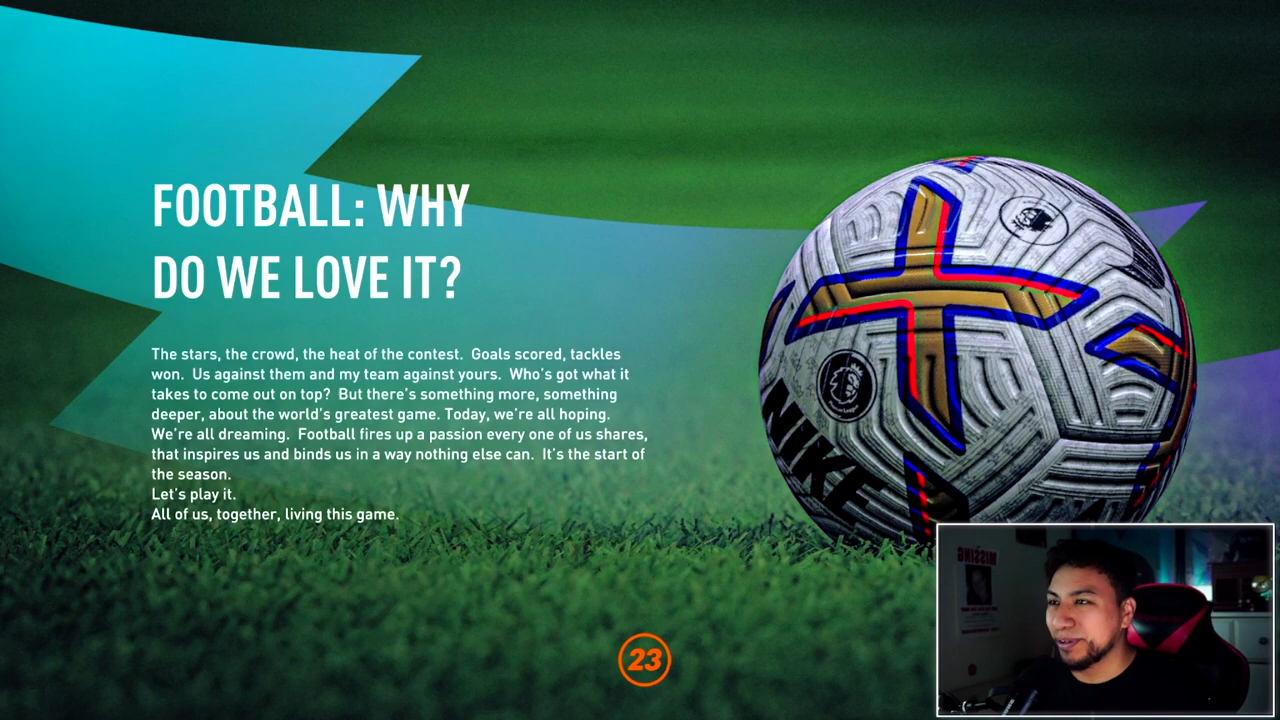 FOOTBALL: WHY
DO WE LOVE IT?
The stars, the crowd, the heat of the contest.  Goals scored, tackles
won.  Us against them and my team against yours.  Who's got what it
takes to come out on top?  But there's something more, something
deeper, about the world's greatest game. Today, we're all hoping.
We're all dreaming.  Football fires up a passion every one of us shares,
that inspires us and binds us in a way nothing else can.  It's the start of
the season.
Let's play it.
All of us, together, living this game.
NIKE
23
MISSING